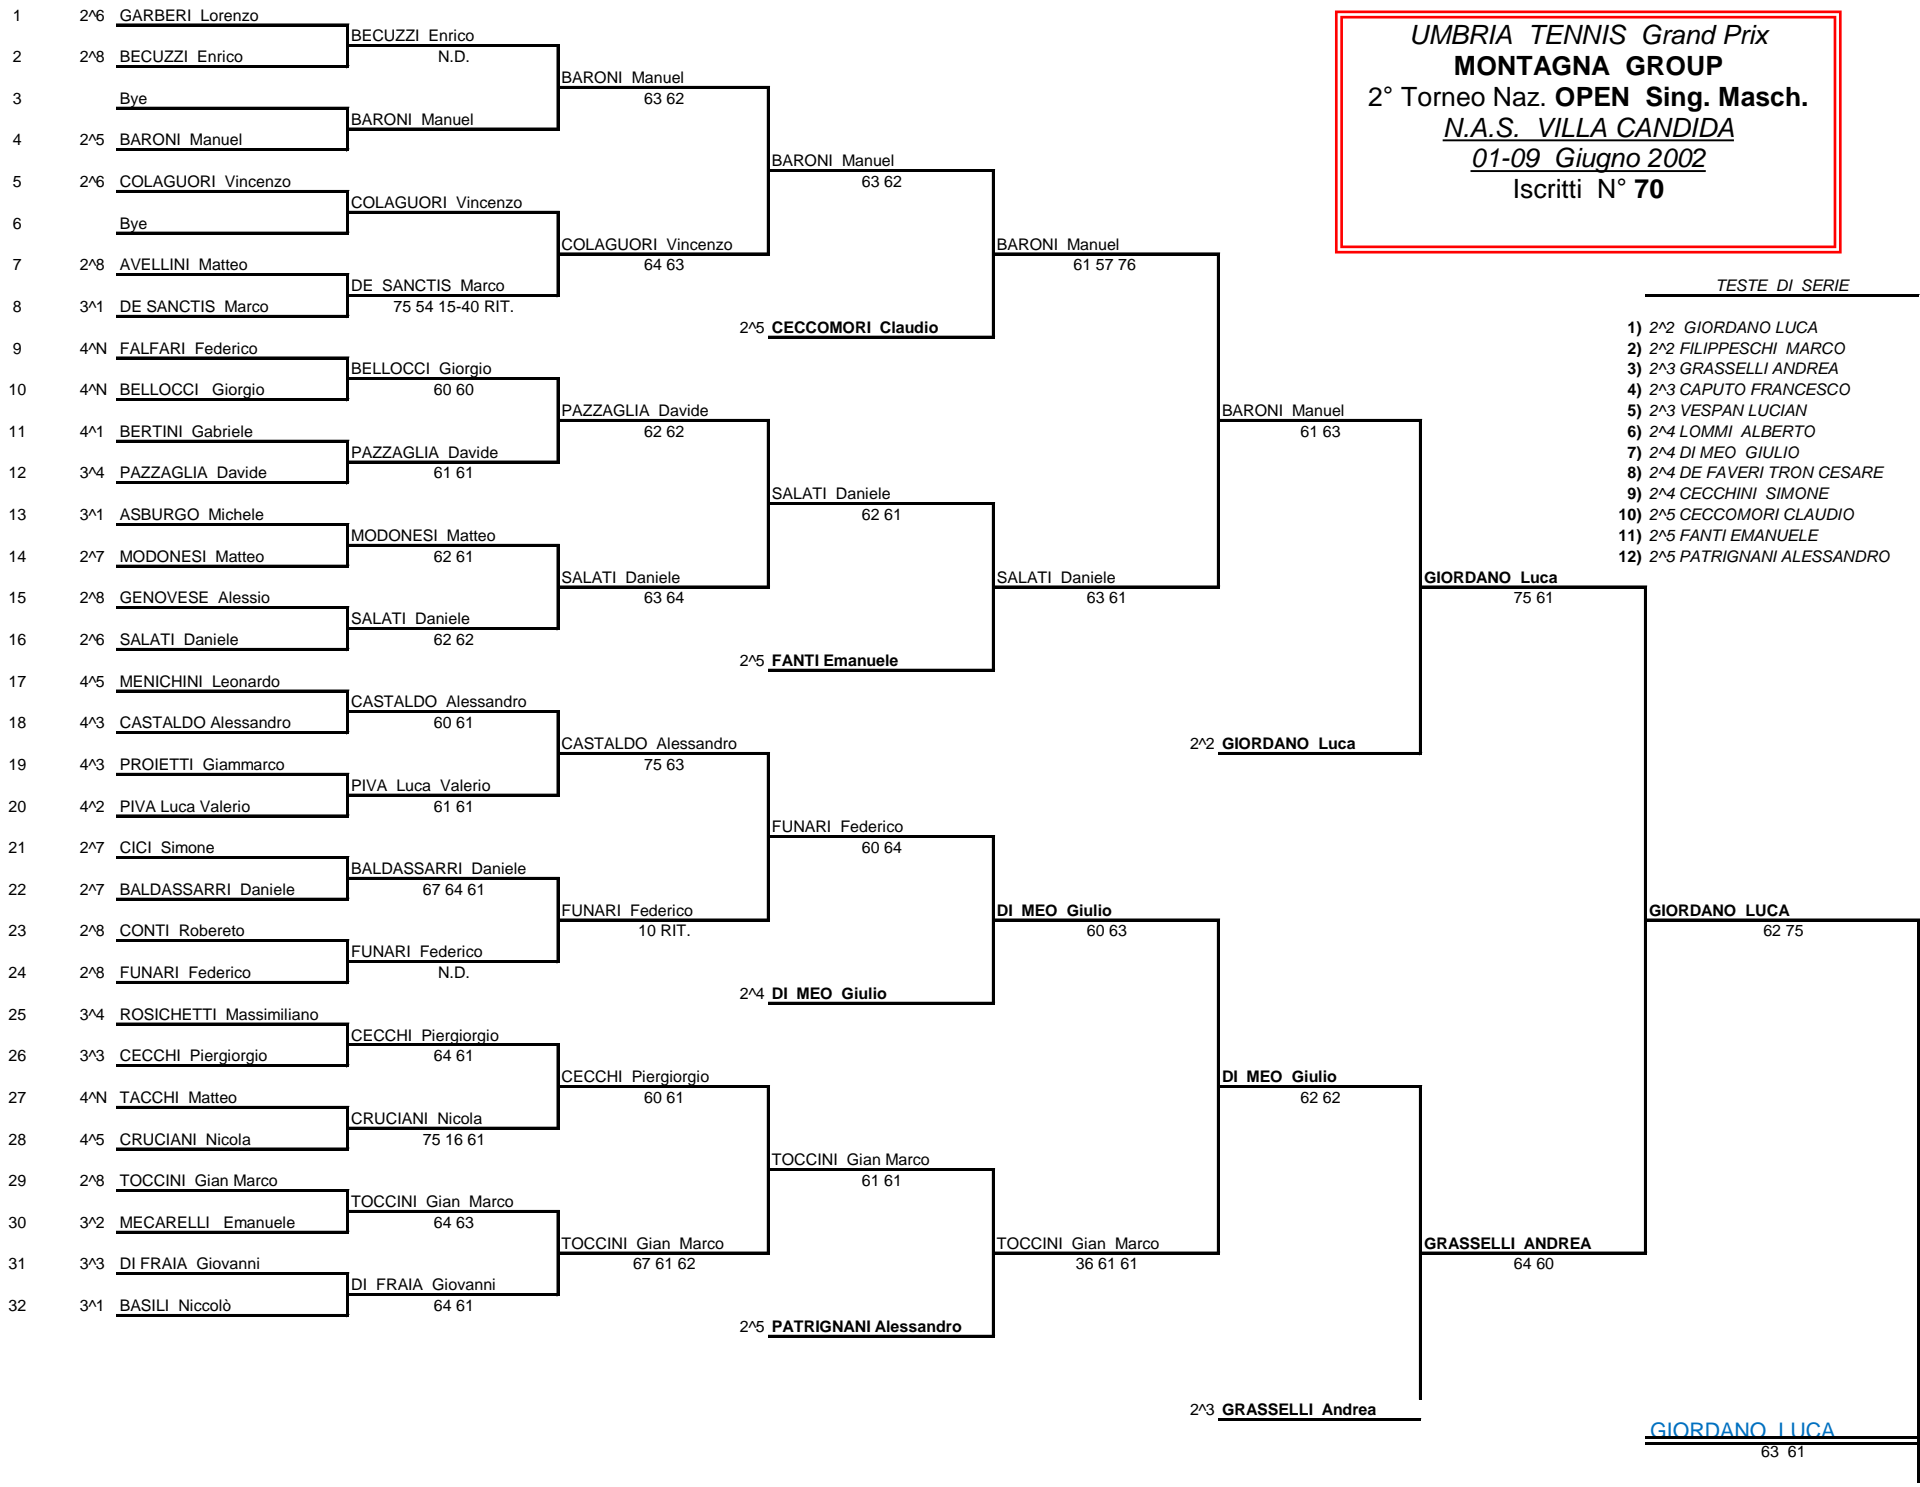 UMBRIA TENNIS Grand Prix
MONTAGNA GROUP
2° Torneo Naz. OPEN Sing. Masch.
N.A.S. VILLA CANDIDA
01-09 Giugno 2002
Iscritti N° 70
TESTE DI SERIE
1) 2^2 GIORDANO LUCA
2) 2^2 FILIPPESCHI MARCO
3) 2^3 GRASSELLI ANDREA
4) 2^3 CAPUTO FRANCESCO
5) 2^3 VESPAN LUCIAN
6) 2^4 LOMMI ALBERTO
7) 2^4 DI MEO GIULIO
8) 2^4 DE FAVERI TRON CESARE
9) 2^4 CECCHINI SIMONE
10) 2^5 CECCOMORI CLAUDIO
11) 2^5 FANTI EMANUELE
12) 2^5 PATRIGNANI ALESSANDRO
1 2^6 GARBERI Lorenzo
2 2^8 BECUZZI Enrico
3 Bye
4 2^5 BARONI Manuel
5 2^6 COLAGUORI Vincenzo
6 Bye
7 2^8 AVELLINI Matteo
8 3^1 DE SANCTIS Marco
9 4^N FALFARI Federico
10 4^N BELLOCCI Giorgio
11 4^1 BERTINI Gabriele
12 3^4 PAZZAGLIA Davide
13 3^1 ASBURGO Michele
14 2^7 MODONESI Matteo
15 2^8 GENOVESE Alessio
16 2^6 SALATI Daniele
17 4^5 MENICHINI Leonardo
18 4^3 CASTALDO Alessandro
19 4^3 PROIETTI Giammarco
20 4^2 PIVA Luca Valerio
21 2^7 CICI Simone
22 2^7 BALDASSARRI Daniele
23 2^8 CONTI Robereto
24 2^8 FUNARI Federico
25 3^4 ROSICHETTI Massimiliano
26 3^3 CECCHI Piergiorgio
27 4^N TACCHI Matteo
28 4^5 CRUCIANI Nicola
29 2^8 TOCCINI Gian Marco
30 3^2 MECARELLI Emanuele
31 3^3 DI FRAIA Giovanni
32 3^1 BASILI Niccolò
BECUZZI Enrico
N.D.
BARONI Manuel
COLAGUORI Vincenzo
DE SANCTIS Marco
75 54 15-40 RIT.
BELLOCCI Giorgio
60 60
PAZZAGLIA Davide
61 61
MODONESI Matteo
62 61
SALATI Daniele
62 62
CASTALDO Alessandro
60 61
PIVA Luca Valerio
61 61
BALDASSARRI Daniele
67 64 61
FUNARI Federico
N.D.
CECCHI Piergiorgio
64 61
CRUCIANI Nicola
75 16 61
TOCCINI Gian Marco
64 63
DI FRAIA Giovanni
64 61
BARONI Manuel
63 62
COLAGUORI Vincenzo
64 63
PAZZAGLIA Davide
62 62
SALATI Daniele
63 64
CASTALDO Alessandro
75 63
FUNARI Federico
10 RIT.
CECCHI Piergiorgio
60 61
TOCCINI Gian Marco
67 61 62
BARONI Manuel
63 62
2^5 CECCOMORI Claudio
SALATI Daniele
62 61
2^5 FANTI Emanuele
FUNARI Federico
60 64
2^4 DI MEO Giulio
TOCCINI Gian Marco
61 61
2^5 PATRIGNANI Alessandro
BARONI Manuel
61 57 76
SALATI Daniele
63 61
DI MEO Giulio
60 63
TOCCINI Gian Marco
36 61 61
BARONI Manuel
61 63
2^2 GIORDANO Luca
DI MEO Giulio
62 62
2^3 GRASSELLI Andrea
GIORDANO Luca
75 61
GRASSELLI ANDREA
64 60
GIORDANO LUCA
62 75
GIORDANO LUCA
63 61